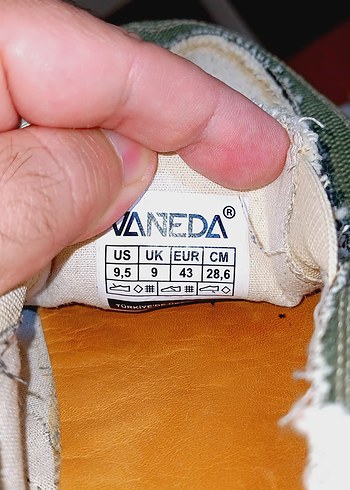 VANEDA®
US UK EUR CM
9,5 9 43 28,6
TÜRKİYE'DE